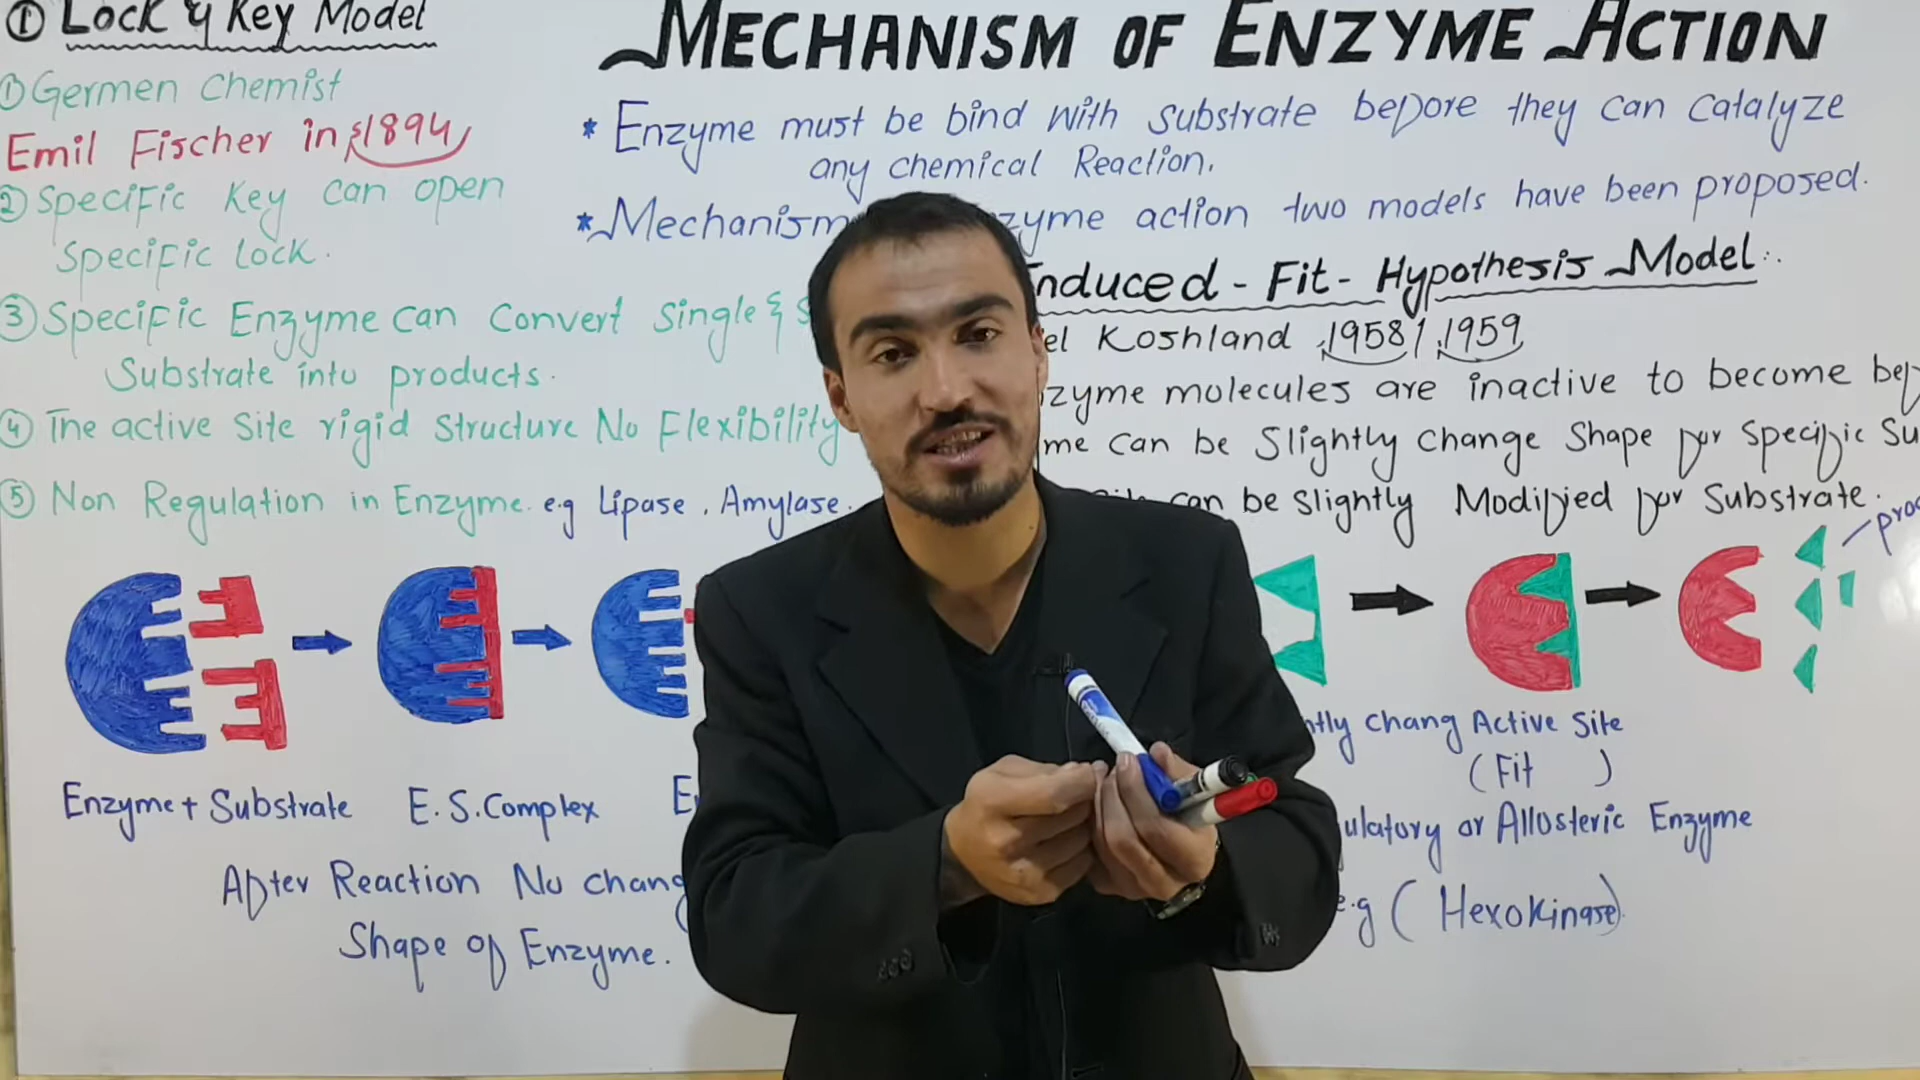 ① Lock & Key Model
① Germen Chemist
Emil Fischer in 1894
② Specific Key can open
Specific lock.
③ Specific Enzyme can Convert Single &
Substrate into products.
④ The active Site rigid Structure No Flexibility
⑤ Non Regulation in Enzyme. e.g Lipase, Amylase.
Enzyme + Substrate
E.S. Complex
After Reaction No chang
Shape of Enzyme.
MECHANISM OF ENZYME ACTION
* Enzyme must be bind with Substrate before they can Catalyze
any chemical Reaction.
* Mechanism zyme action two models have been proposed.
Induced - Fit - Hypothesis Model
el Koshland 1958 / 1959
zyme molecules are inactive to become bef
me can be Slightly Change Shape for Specific Su
can be Slightly Modified for Substrate.
proc
htly chang Active Site
(Fit )
ulatory or Allosteric Enzyme
e.g ( Hexokinase).